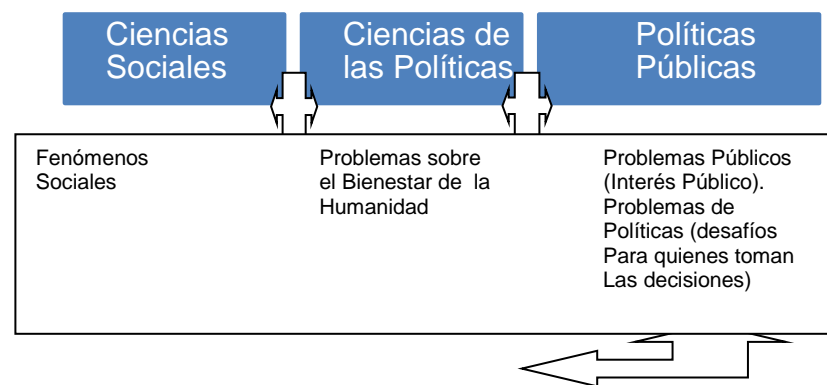 Ciencias
Sociales
Ciencias de
las Políticas
Políticas
Públicas
Fenómenos
Sociales
Problemas sobre
el Bienestar de la
Humanidad
Problemas Públicos
(Interés Público).
Problemas de
Políticas (desafíos
Para quienes toman
Las decisiones)